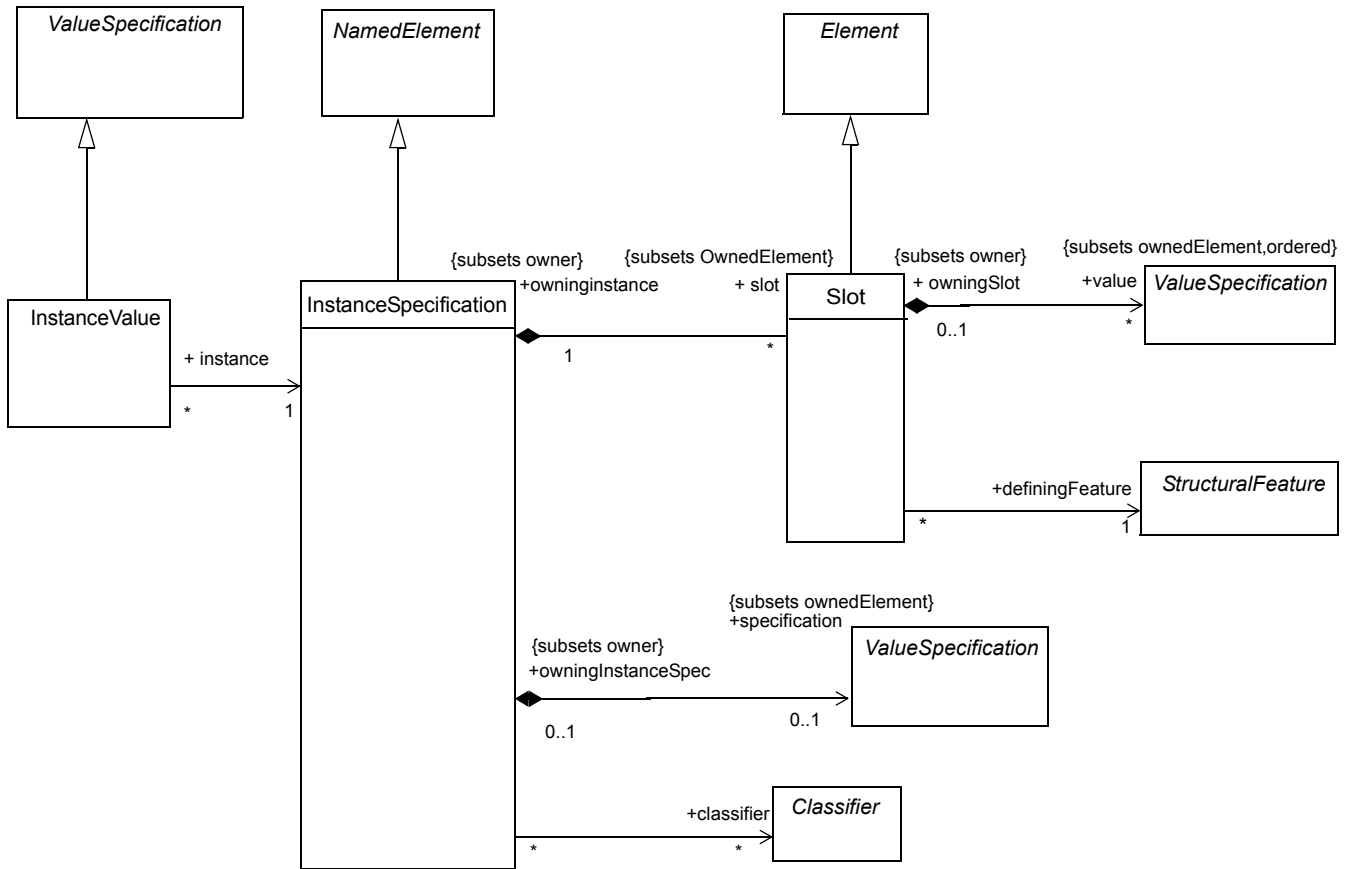 ValueSpecification
NamedElement
Element
{subsets owner}
+owninginstance
{subsets OwnedElement}
+ slot
{subsets owner}
+ owningSlot
{subsets ownedElement,ordered}
+value
InstanceValue
InstanceSpecification
Slot
ValueSpecification
0..1
*
1
*
+ instance
*
1
+definingFeature
StructuralFeature
*
1
{subsets ownedElement}
+specification
{subsets owner}
+owningInstanceSpec
ValueSpecification
0..1
0..1
+classifier
Classifier
*
*